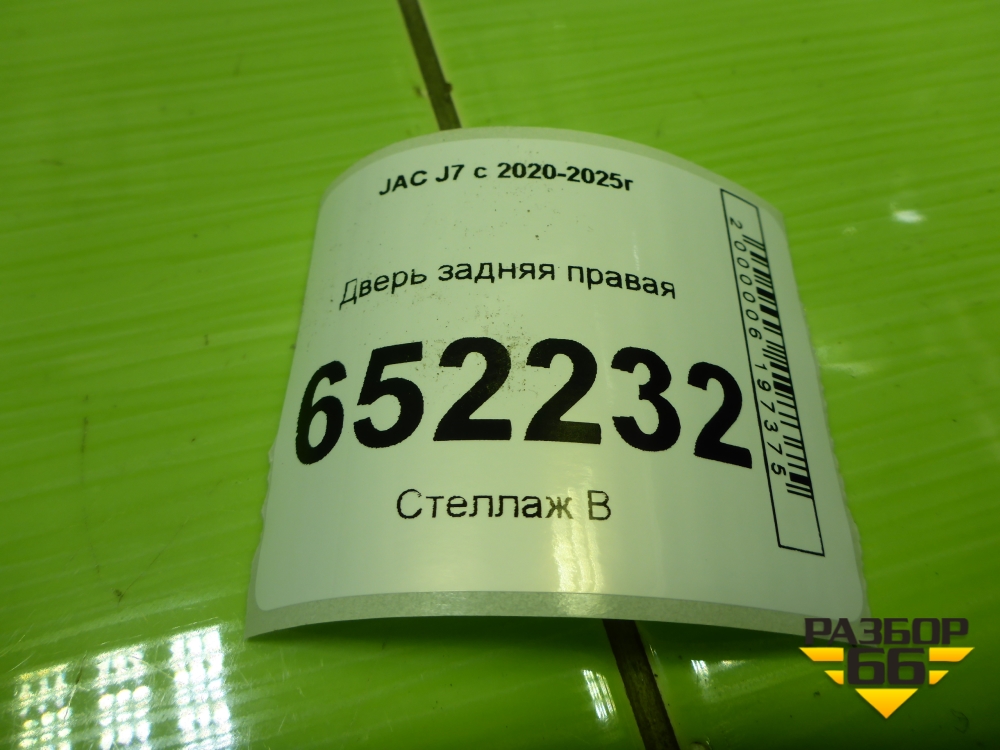 JAC J7 с 2020-2025г
Дверь задняя правая
652232
Стеллаж В
2000006197375
РАЗБОР
66